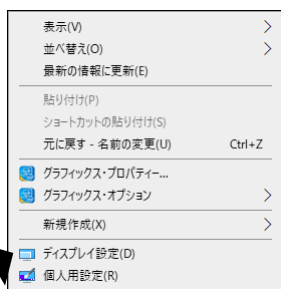 表示(V)
並べ替え(O)
最新の情報に更新(E)
貼り付け(P)
ショートカットの貼り付け(S)
元に戻す - 名前の変更(U) Ctrl+Z
グラフィックス・プロパティー...
グラフィックス・オプション
新規作成(X)
ディスプレイ設定(D)
個人用設定(R)